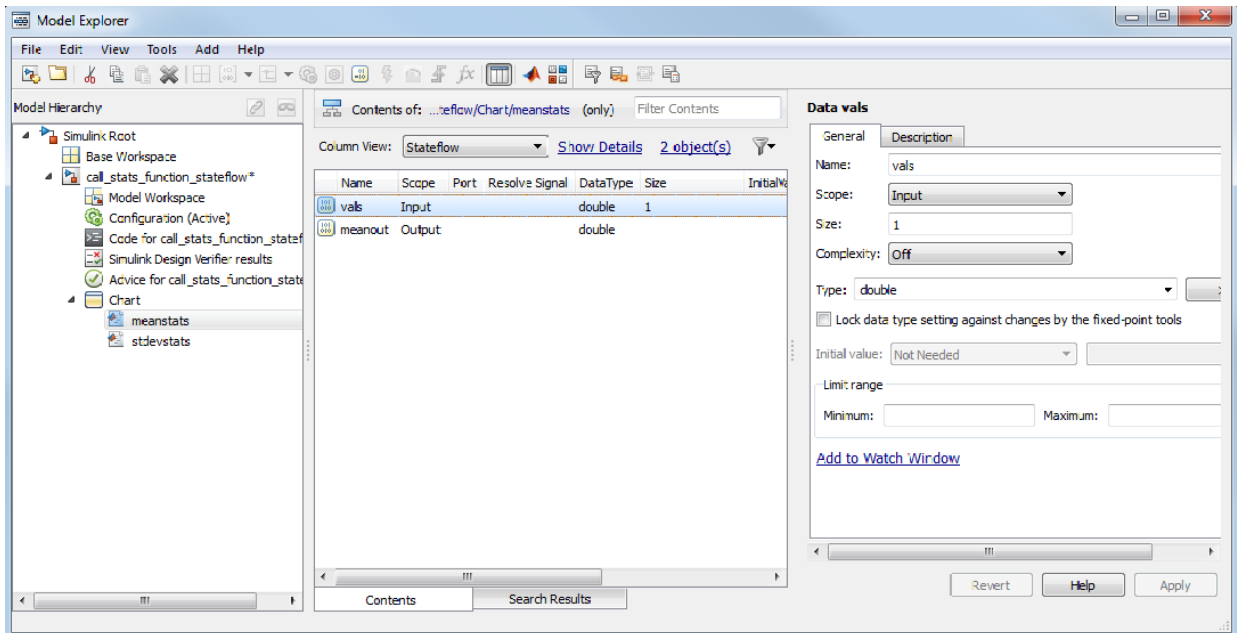 Model Explorer
File Edit View Tools Add Help
Model Hierarchy
Simulink Root
Base Workspace
call_stats_function_stateflow*
Model Workspace
Configuration (Active)
Code for call_stats_function_statef
Simulink Design Verifier results
Advice for call_stats_function_state
Chart
meanstats
stdevstats
Contents of: ...teflow/Chart/meanstats (only) Filter Contents
Column View: Stateflow Show Details 2 object(s)
Name Scope Port Resolve Signal DataType Size InitialVa
vals Input double 1
meanout Output double
Contents Search Results
Data vals
General Description
Name: vals
Scope: Input
Size: 1
Complexity: Off
Type: double
Lock data type setting against changes by the fixed-point tools
Initial value: Not Needed
Limit range
Minimum: Maximum:
Add to Watch Window
Revert Help Apply